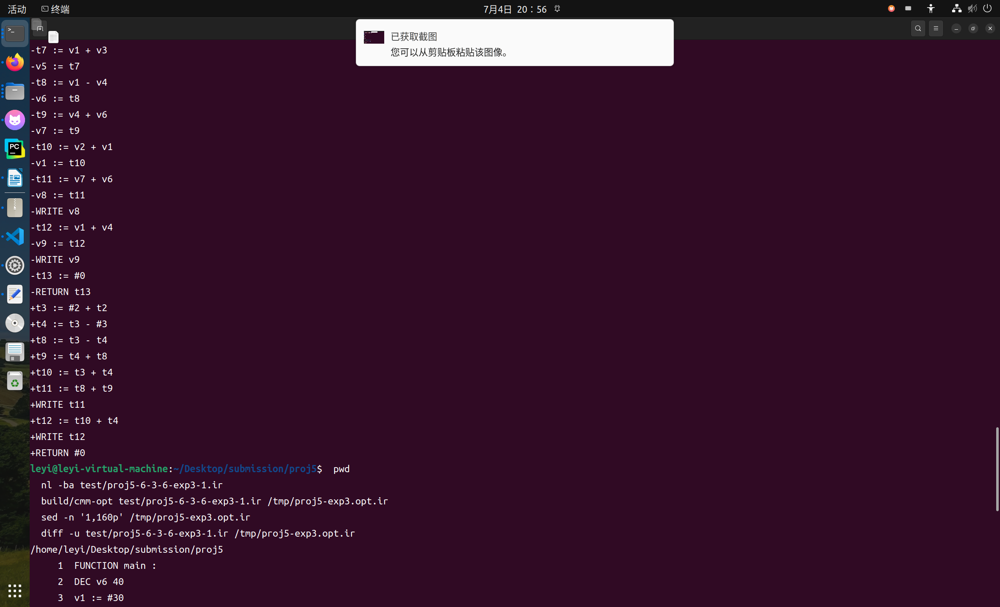 活动 终端 7月4日 20：56
已获取截图
您可以从剪贴板粘贴该图像。
-t7 := v1 + v3
-v5 := t7
-t8 := v1 - v4
-v6 := t8
-t9 := v4 + v6
-v7 := t9
-t10 := v2 + v1
-v1 := t10
-t11 := v7 + v6
-v8 := t11
-WRITE v8
-t12 := v1 + v4
-v9 := t12
-WRITE v9
-t13 := #0
-RETURN t13
+t3 := #2 + t2
+t4 := t3 - #3
+t8 := t3 - t4
+t9 := t4 + t8
+t10 := t3 + t4
+t11 := t8 + t9
+WRITE t11
+t12 := t10 + t4
+WRITE t12
+RETURN #0
leyi@leyi-virtual-machine:~/Desktop/submission/proj5$  pwd
  nl -ba test/proj5-6-3-6-exp3-1.ir
  build/cmm-opt test/proj5-6-3-6-exp3-1.ir /tmp/proj5-exp3.opt.ir
  sed -n '1,160p' /tmp/proj5-exp3.opt.ir
  diff -u test/proj5-6-3-6-exp3-1.ir /tmp/proj5-exp3.opt.ir
/home/leyi/Desktop/submission/proj5
     1  FUNCTION main :
     2  DEC v6 40
     3  v1 := #30
PC